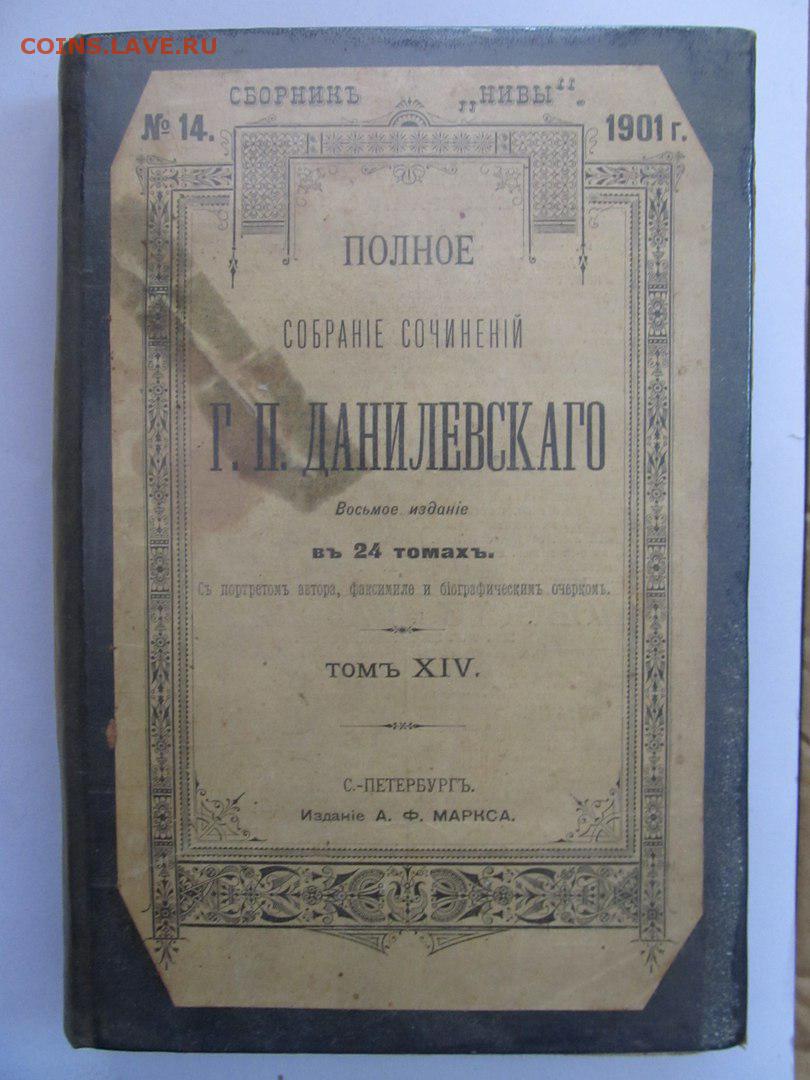 COINS.LAVE.RU
СБОРНИКЪ „НИВЫ“.
№ 14. 1901 г.
ПОЛНОЕ
СОБРАНІЕ СОЧИНЕНІЙ
Г. П. ДАНИЛЕВСКАГО
Восьмое изданіе
въ 24 томахъ.
Съ портретомъ автора, факсимиле и біографическимъ очеркомъ.
ТОМЪ XIV.
С.-ПЕТЕРБУРГЪ.
Изданіе А. Ф. МАРКСА.